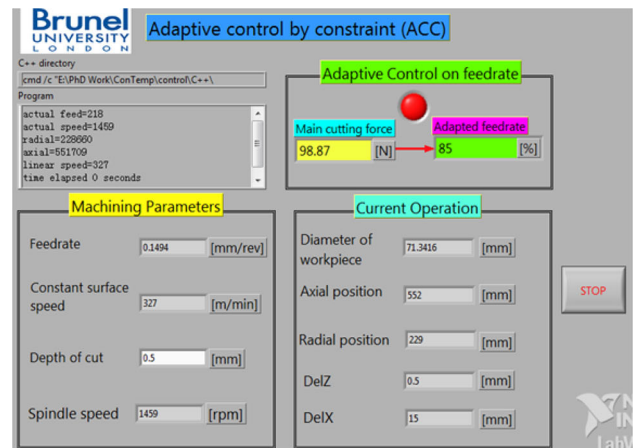 Brunel
UNIVERSITY
LONDON
Adaptive control by constraint (ACC)
C++ directory
cmd /c "E:\PhD Work\ConTemp\control\C++\
Program
actual feed=218
actual speed=1459
radial=228660
axial=551709
linear speed=327
time elapsed 0 seconds
Adaptive Control on feedrate
Main cutting force
Adapted feedrate
98.87 [N]
85 [%]
Machining Parameters
Feedrate 0.1494 [mm/rev]
Constant surface
speed 327 [m/min]
Depth of cut 0.5 [mm]
Spindle speed 1459 [rpm]
Current Operation
Diameter of
workpiece 71.3416 [mm]
Axial position 552 [mm]
Radial position 229 [mm]
DelZ 0.5 [mm]
DelX 15 [mm]
STOP